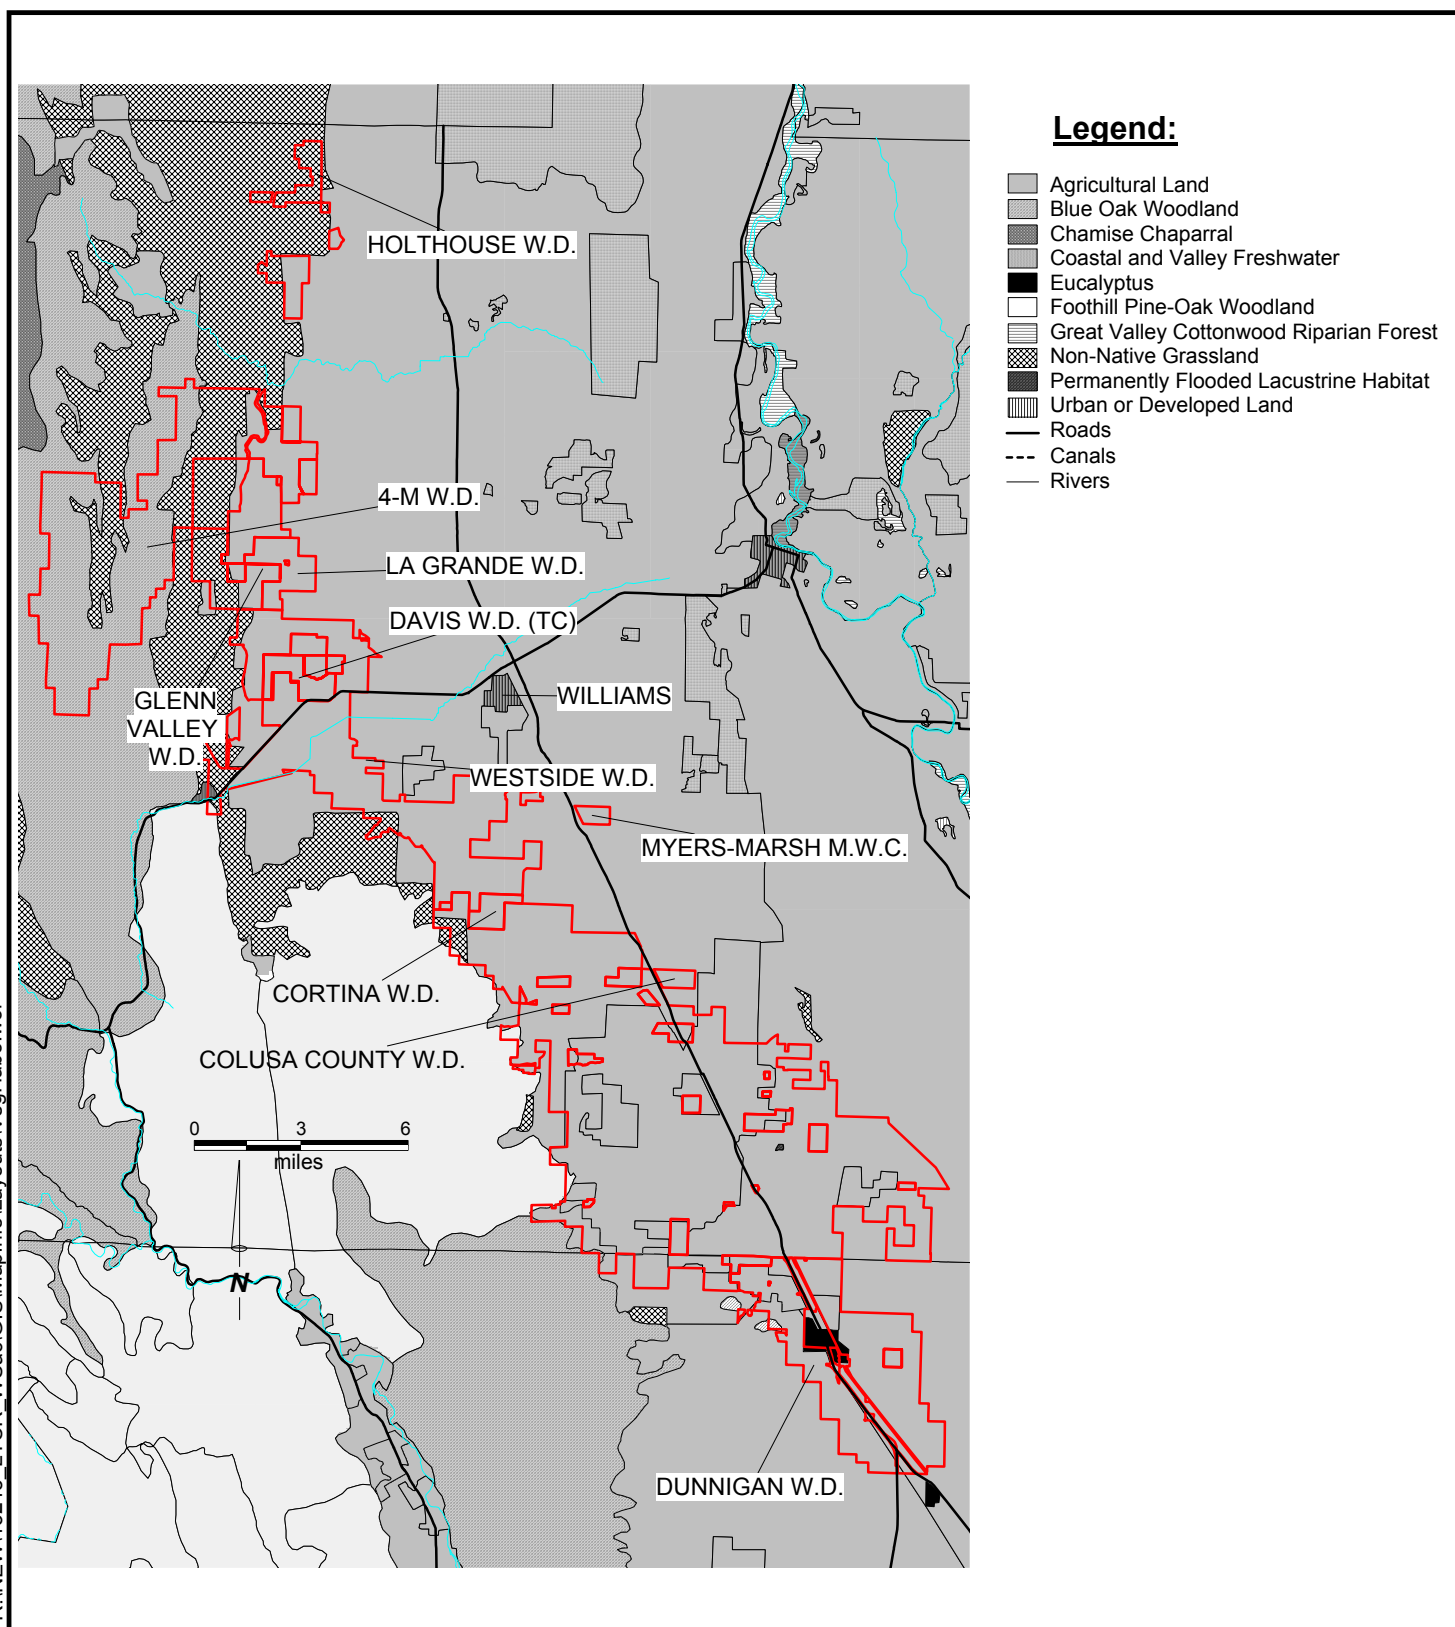 Legend:
Agricultural Land
Blue Oak Woodland
Chamise Chaparral
Coastal and Valley Freshwater
Eucalyptus
Foothill Pine-Oak Woodland
Great Valley Cottonwood Riparian Forest
Non-Native Grassland
Permanently Flooded Lacustrine Habitat
Urban or Developed Land
Roads
Canals
Rivers
HOLTHOUSE W.D.
4-M W.D.
LA GRANDE W.D.
DAVIS W.D. (TC)
GLENN
VALLEY
W.D.
WILLIAMS
WESTSIDE W.D.
MYERS-MARSH M.W.C.
CORTINA W.D.
COLUSA COUNTY W.D.
0 3 6
miles
N
DUNNIGAN W.D.